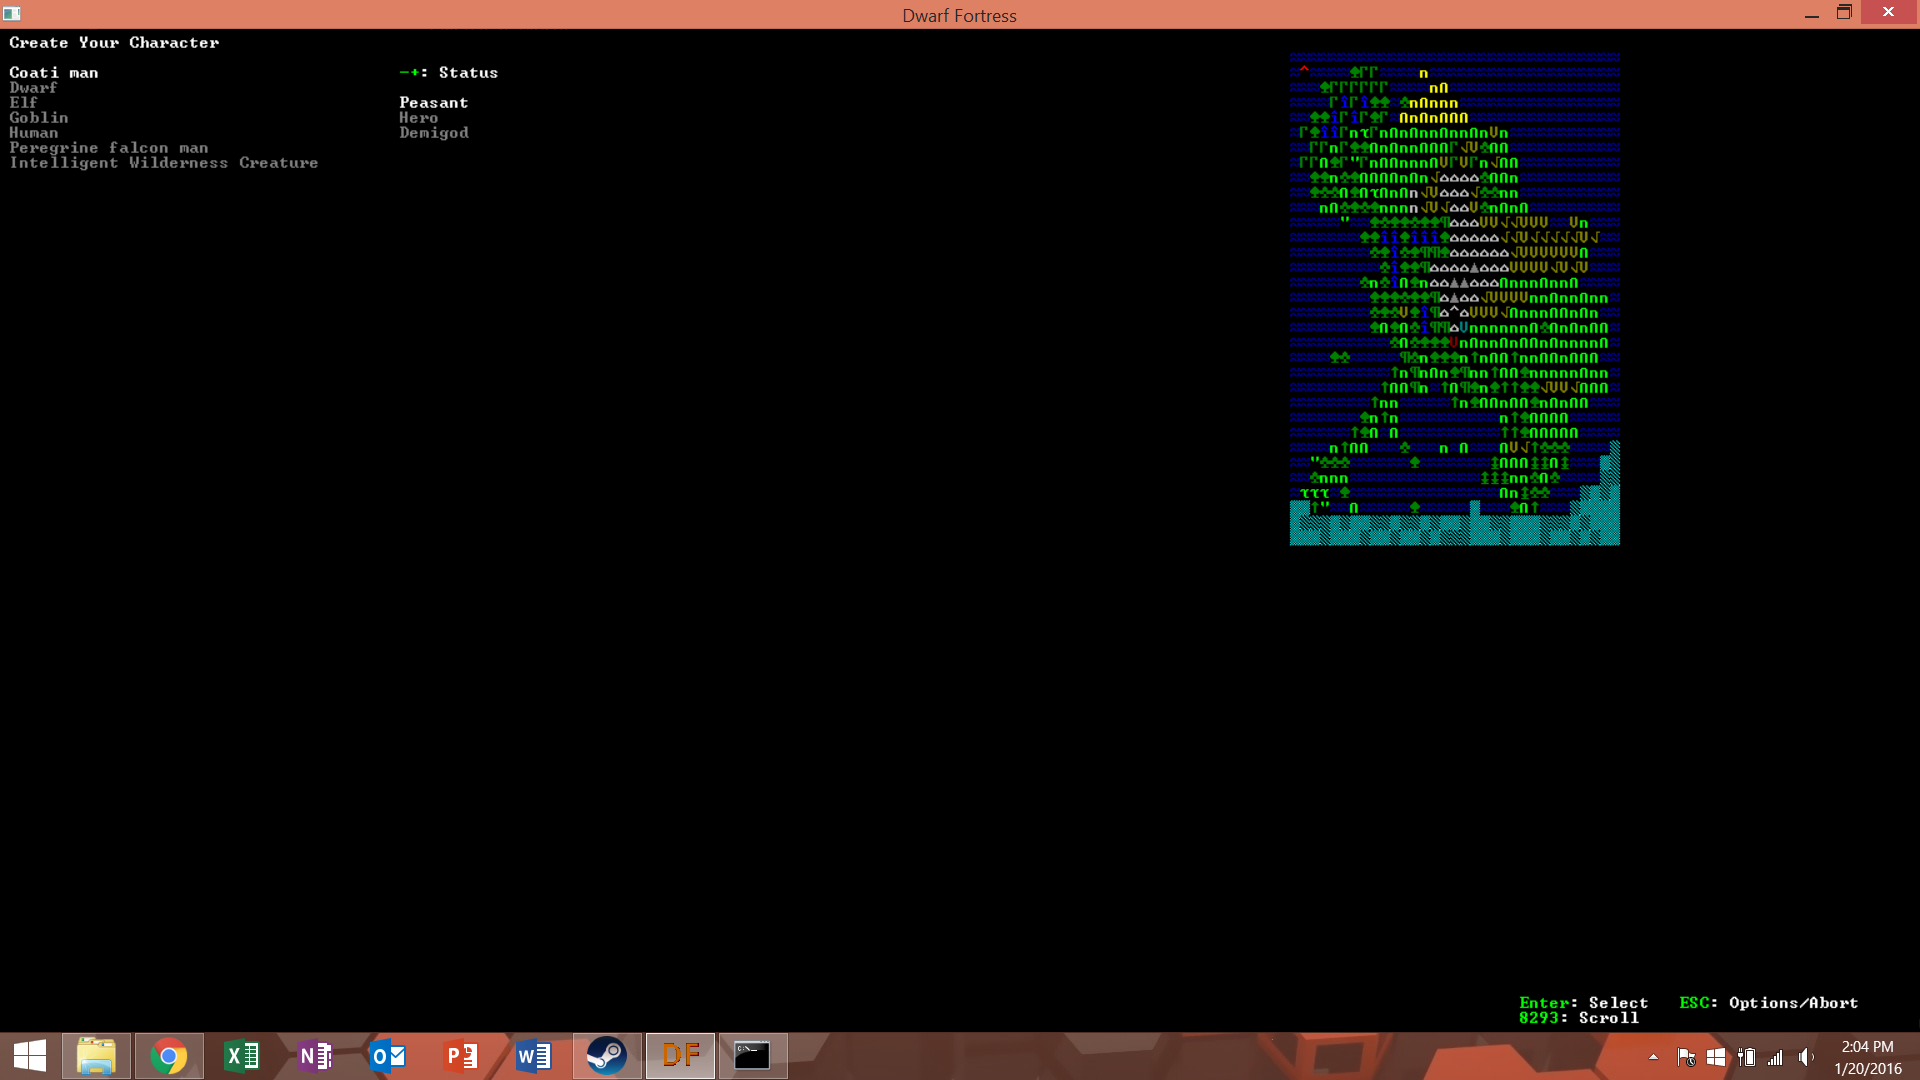 Dwarf Fortress
Create Your Character
Coati man
Dwarf
Elf
Goblin
Human
Peregrine falcon man
Intelligent Wilderness Creature
-+: Status
Peasant
Hero
Demigod
Enter: Select ESC: Options/Abort
8293: Scroll
DF
2:04 PM
1/20/2016